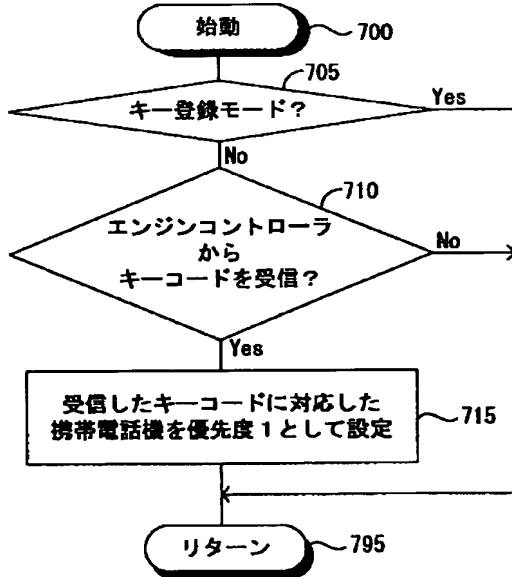 始動
700
705
キー登録モード？
Yes
No
710
エンジンコントローラ
から
キーコードを受信？
No
Yes
受信したキーコードに対応した
携帯電話機を優先度１として設定
715
リターン
795